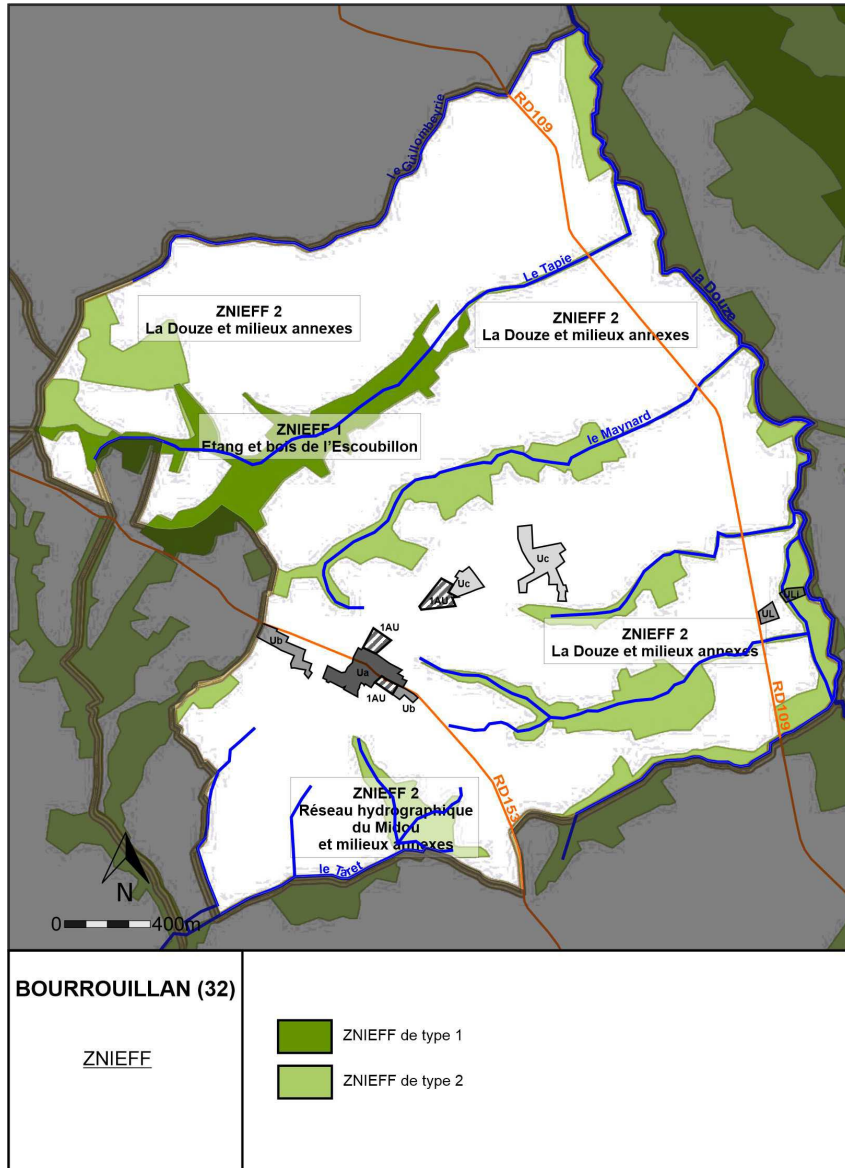 RD109
Le Guillombeyrie
Le Tapie
la Douze
ZNIEFF 2
La Douze et milieux annexes
ZNIEFF 2
La Douze et milieux annexes
ZNIEFF 1
Etang et bois de l'Escoubillon
le Maynard
Uc
Uc
1AU
ULi
UL
1AU
Ub
Ua
1AU
Ub
ZNIEFF 2
La Douze et milieux annexes
RD109
RD153
ZNIEFF 2
Réseau hydrographique
du Midou
et milieux annexes
le Taret
N
0 400m
BOURROUILLAN (32)
ZNIEFF
ZNIEFF de type 1
ZNIEFF de type 2